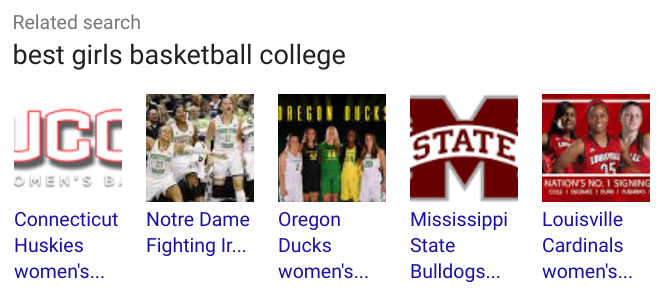 Related search
best girls basketball college
UCO
OMEN'S BA
OREGON DUCKS
STATE
LOUISVILLE
25
NATION'S NO. 1 SIGNING
Connecticut
Huskies
women's...
Notre Dame
Fighting Ir...
Oregon
Ducks
women's...
Mississippi
State
Bulldogs...
Louisville
Cardinals
women's...